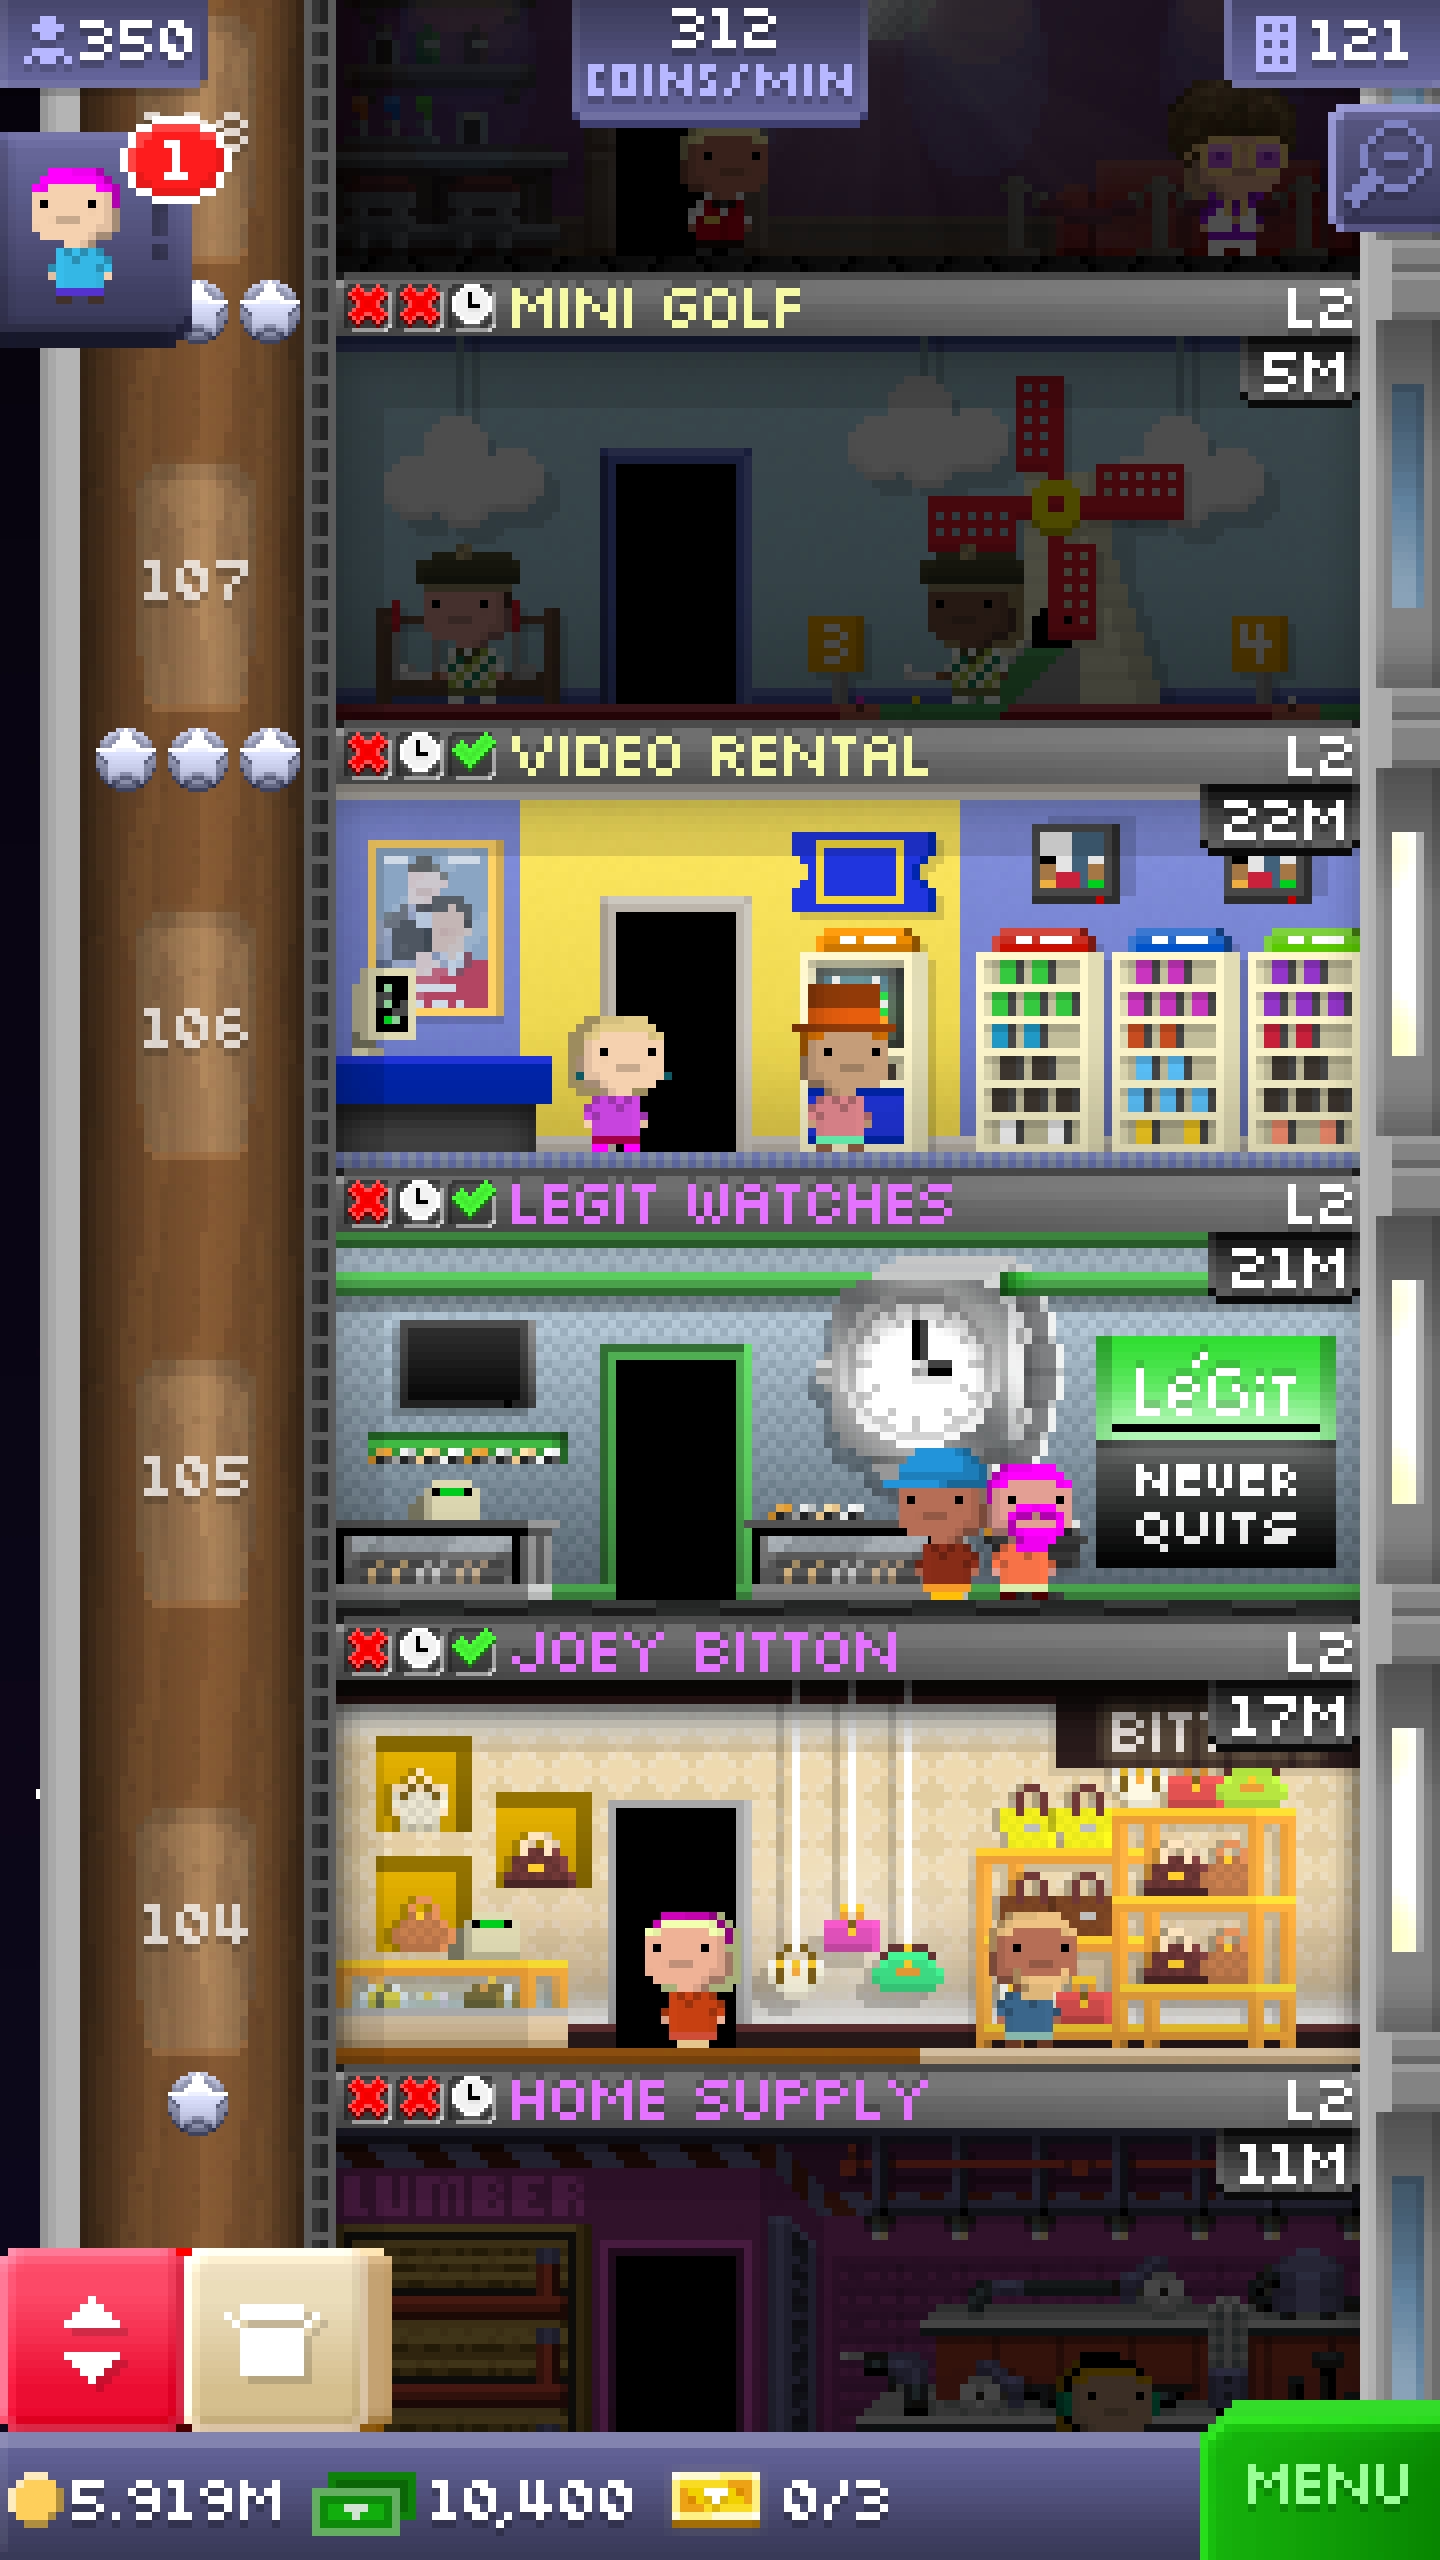 350
312
COINS/MIN
121
1
MINI GOLF L2
5M
107
3 4
VIDEO RENTAL L2
22M
106
LEGIT WATCHES L2
21M
LéGiT
NEVER
QUITS
105
JOEY BITTON L2
17M
BIT
104
HOME SUPPLY L2
11M
LUMBER
5.919M 10,400 0/3
MENU